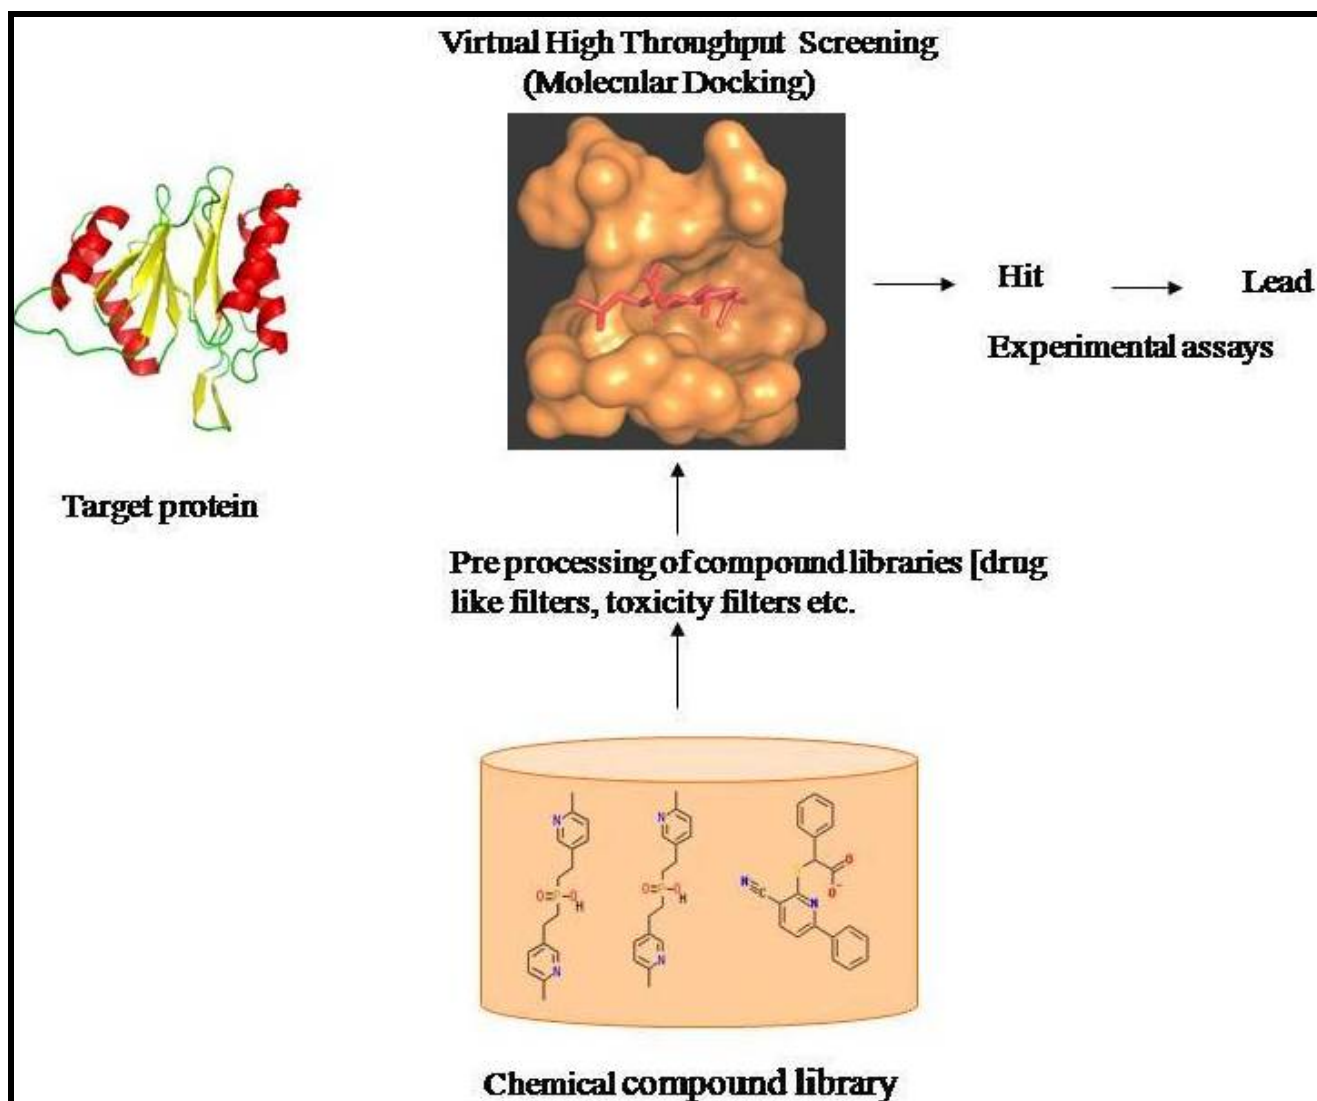 Virtual High Throughput Screening
(Molecular Docking)
Hit
Lead
Experimental assays
Target protein
Pre processing of compound libraries [drug
like filters, toxicity filters etc.
N
O
O
H
N
N
O
O
H
N
N
C
S
N
O
O-
Chemical compound library